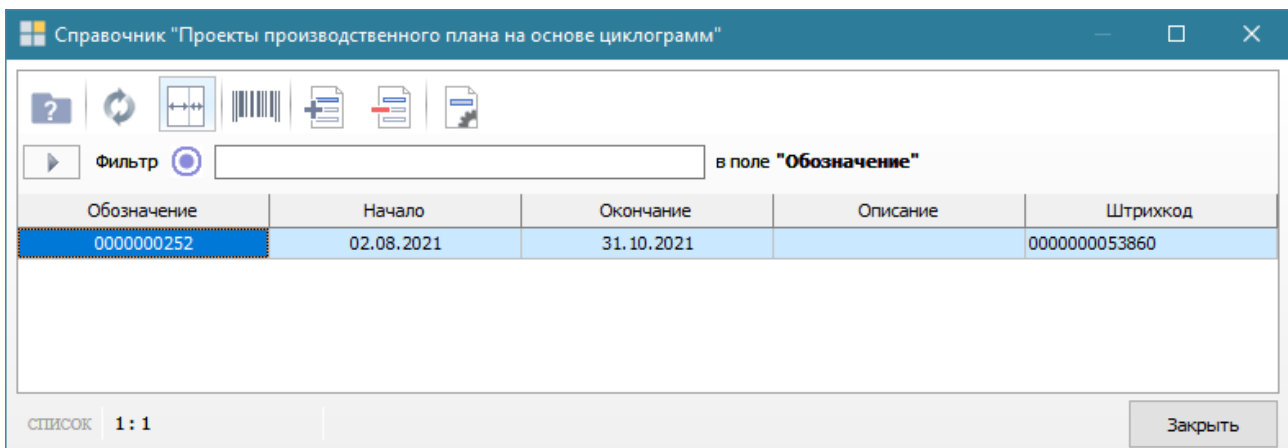 Справочник "Проекты производственного плана на основе циклограмм"
Фильтр в поле "Обозначение"
Обозначение Начало Окончание Описание Штрихкод
0000000252 02.08.2021 31.10.2021 0000000053860
СПИСОК 1:1 Закрыть